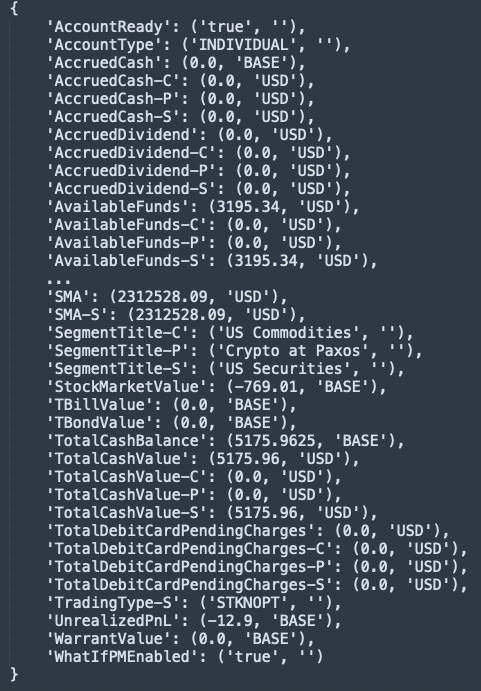 {
'AccountReady': ('true', ''),
'AccountType': ('INDIVIDUAL', ''),
'AccruedCash': (0.0, 'BASE'),
'AccruedCash-C': (0.0, 'USD'),
'AccruedCash-P': (0.0, 'USD'),
'AccruedCash-S': (0.0, 'USD'),
'AccruedDividend': (0.0, 'USD'),
'AccruedDividend-C': (0.0, 'USD'),
'AccruedDividend-P': (0.0, 'USD'),
'AccruedDividend-S': (0.0, 'USD'),
'AvailableFunds': (3195.34, 'USD'),
'AvailableFunds-C': (0.0, 'USD'),
'AvailableFunds-P': (0.0, 'USD'),
'AvailableFunds-S': (3195.34, 'USD'),
...
'SMA': (2312528.09, 'USD'),
'SMA-S': (2312528.09, 'USD'),
'SegmentTitle-C': ('US Commodities', ''),
'SegmentTitle-P': ('Crypto at Paxos', ''),
'SegmentTitle-S': ('US Securities', ''),
'StockMarketValue': (-769.01, 'BASE'),
'TBillValue': (0.0, 'BASE'),
'TBondValue': (0.0, 'BASE'),
'TotalCashBalance': (5175.9625, 'BASE'),
'TotalCashValue': (5175.96, 'USD'),
'TotalCashValue-C': (0.0, 'USD'),
'TotalCashValue-P': (0.0, 'USD'),
'TotalCashValue-S': (5175.96, 'USD'),
'TotalDebitCardPendingCharges': (0.0, 'USD'),
'TotalDebitCardPendingCharges-C': (0.0, 'USD'),
'TotalDebitCardPendingCharges-P': (0.0, 'USD'),
'TotalDebitCardPendingCharges-S': (0.0, 'USD'),
'TradingType-S': ('STKNOPT', ''),
'UnrealizedPnL': (-12.9, 'BASE'),
'WarrantValue': (0.0, 'BASE'),
'WhatIfPMEnabled': ('true', '')
}